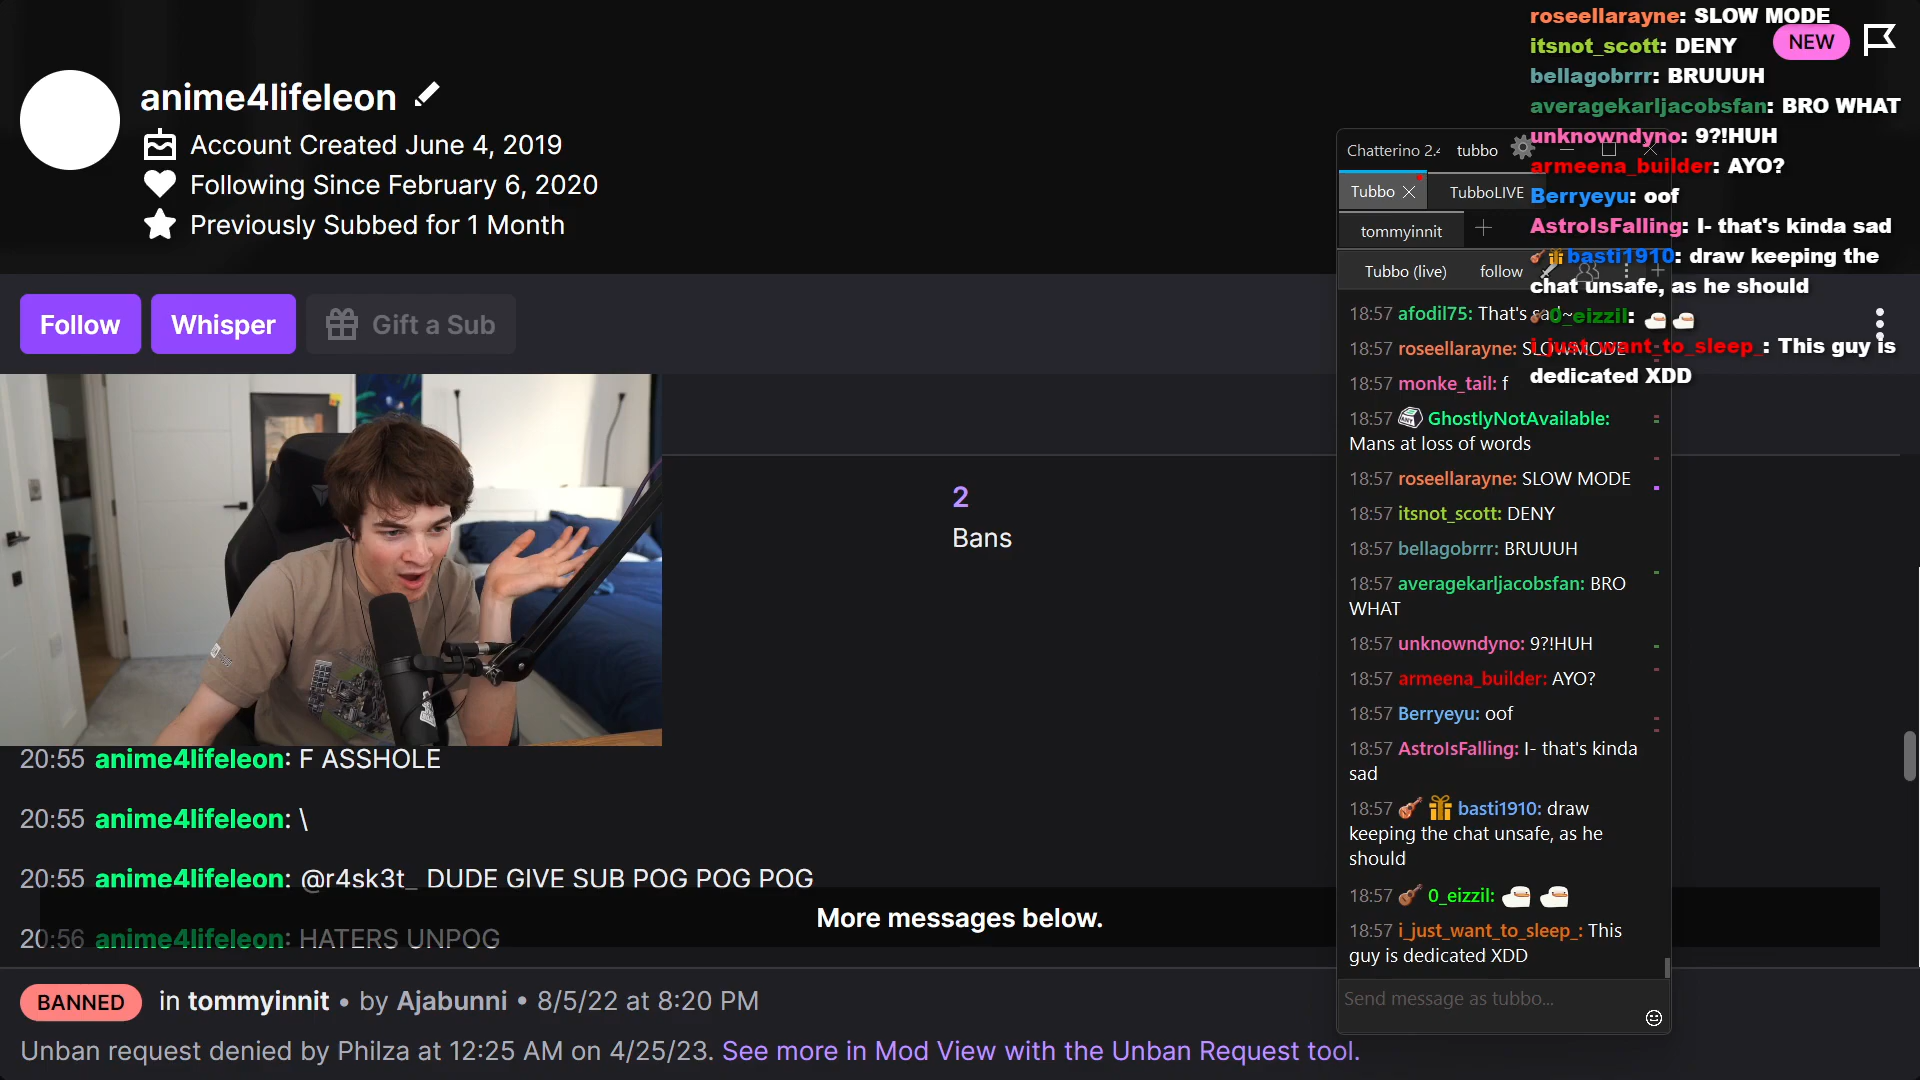 anime4lifeleon
Account Created June 4, 2019
Following Since February 6, 2020
Previously Subbed for 1 Month
Follow
Whisper
Gift a Sub
2
Bans
20:55 anime4lifeleon: F ASSHOLE
20:55 anime4lifeleon: \
20:55 anime4lifeleon: @r4sk3t_ DUDE GIVE SUB POG POG POG
20:56 anime4lifeleon: HATERS UNPOG
More messages below.
BANNED in tommyinnit • by Ajabunni • 8/5/22 at 8:20 PM
Unban request denied by Philza at 12:25 AM on 4/25/23. See more in Mod View with the Unban Request tool.
Chatterino 2.4 tubbo
Tubbo
TubboLIVE
tommyinnit
Tubbo (live) follow
18:57 afodil75: That's sad~
18:57 roseellarayne: SLOWMODE
18:57 monke_tail: f
18:57 GhostlyNotAvailable:
Mans at loss of words
18:57 roseellarayne: SLOW MODE
18:57 itsnot_scott: DENY
18:57 bellagobrrr: BRUUUH
18:57 averagekarljacobsfan: BRO
WHAT
18:57 unknowndyno: 9?!HUH
18:57 armeena_builder: AYO?
18:57 Berryeyu: oof
18:57 AstroIsFalling: I- that's kinda
sad
18:57 basti1910: draw
keeping the chat unsafe, as he
should
18:57 0_eizzil:
18:57 i_just_want_to_sleep_: This
guy is dedicated XDD
Send message as tubbo...
roseellarayne: SLOW MODE
itsnot_scott: DENY
NEW
bellagobrrr: BRUUUH
averagekarljacobsfan: BRO WHAT
unknowndyno: 9?!HUH
armeena_builder: AYO?
Berryeyu: oof
AstroIsFalling: I- that's kinda sad
basti1910: draw keeping the
chat unsafe, as he should
0_eizzil:
i_just_want_to_sleep_: This guy is
dedicated XDD